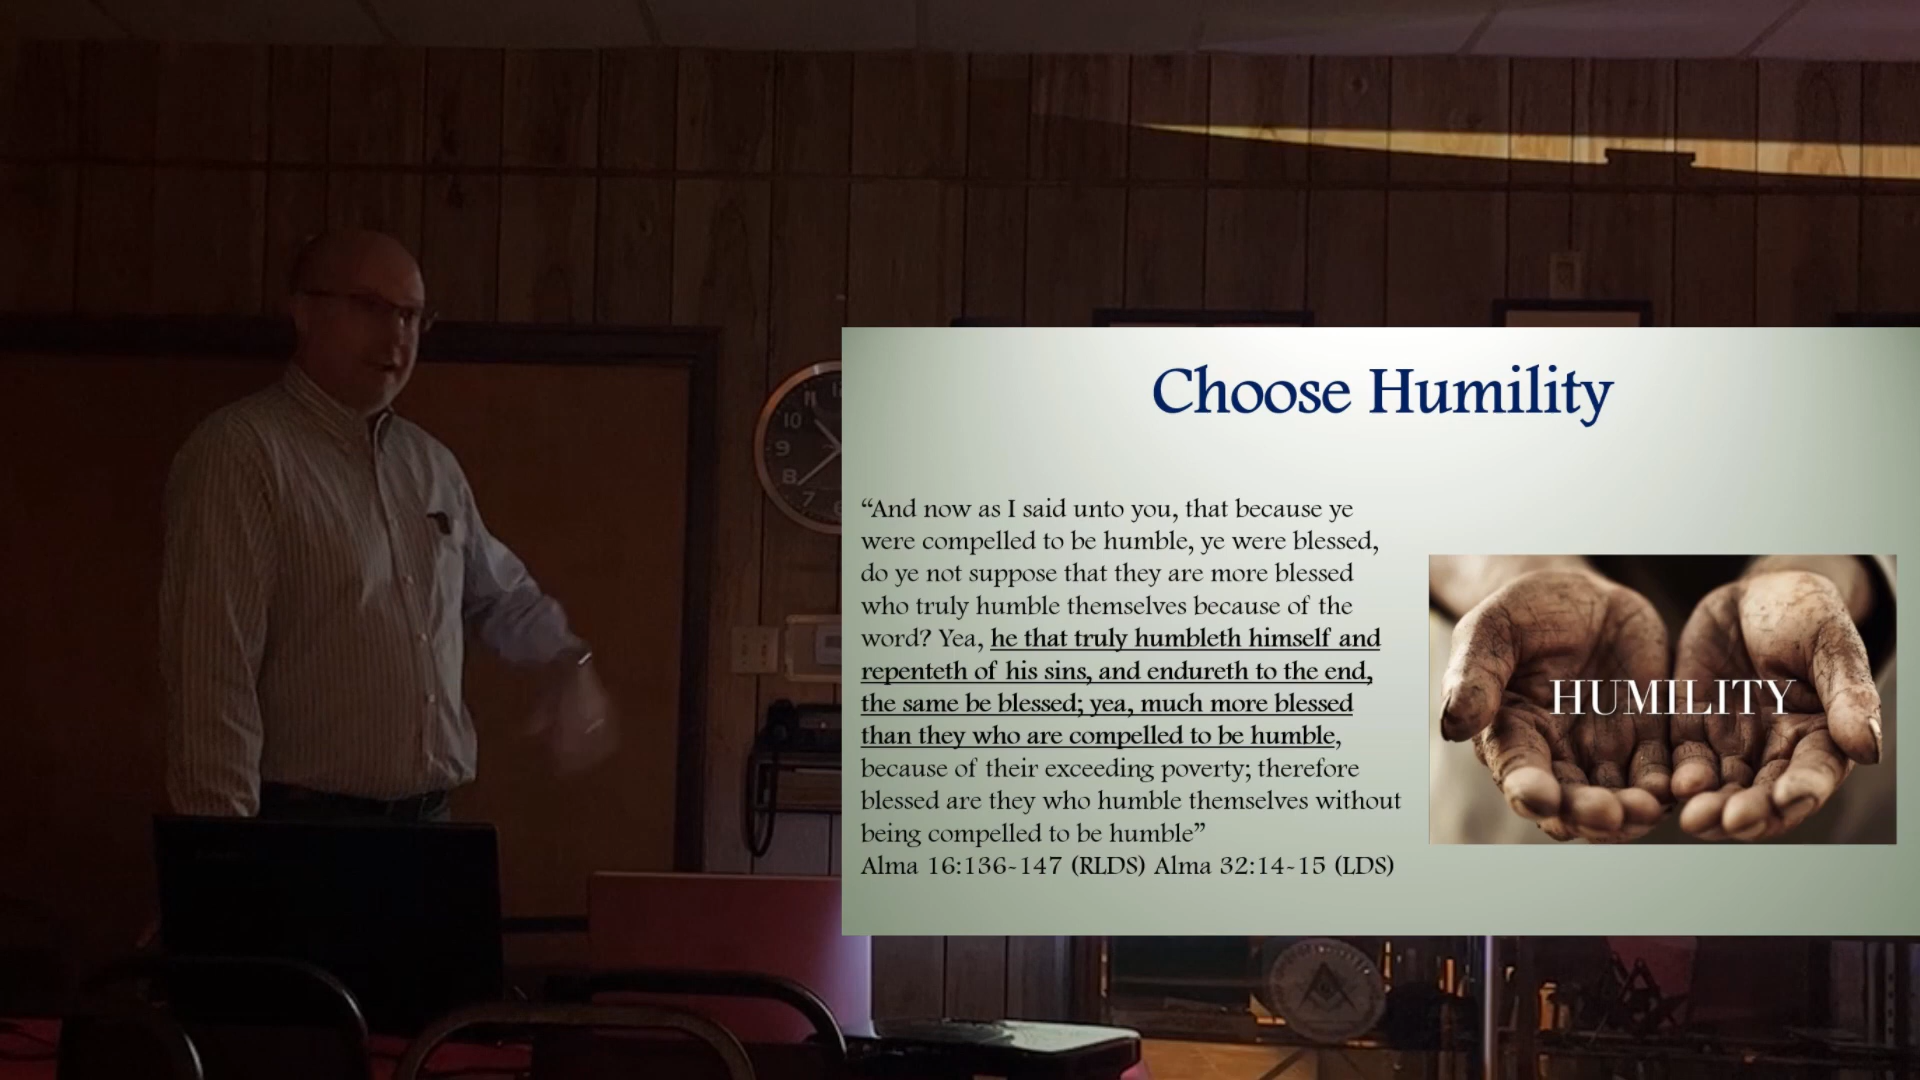 Choose Humility
“And now as I said unto you, that because ye
were compelled to be humble, ye were blessed,
do ye not suppose that they are more blessed
who truly humble themselves because of the
word? Yea, he that truly humbleth himself and
repenteth of his sins, and endureth to the end,
the same be blessed; yea, much more blessed
than they who are compelled to be humble,
because of their exceeding poverty; therefore
blessed are they who humble themselves without
being compelled to be humble”
Alma 16:136-147 (RLDS) Alma 32:14-15 (LDS)
HUMILITY
11
10
9
8
7